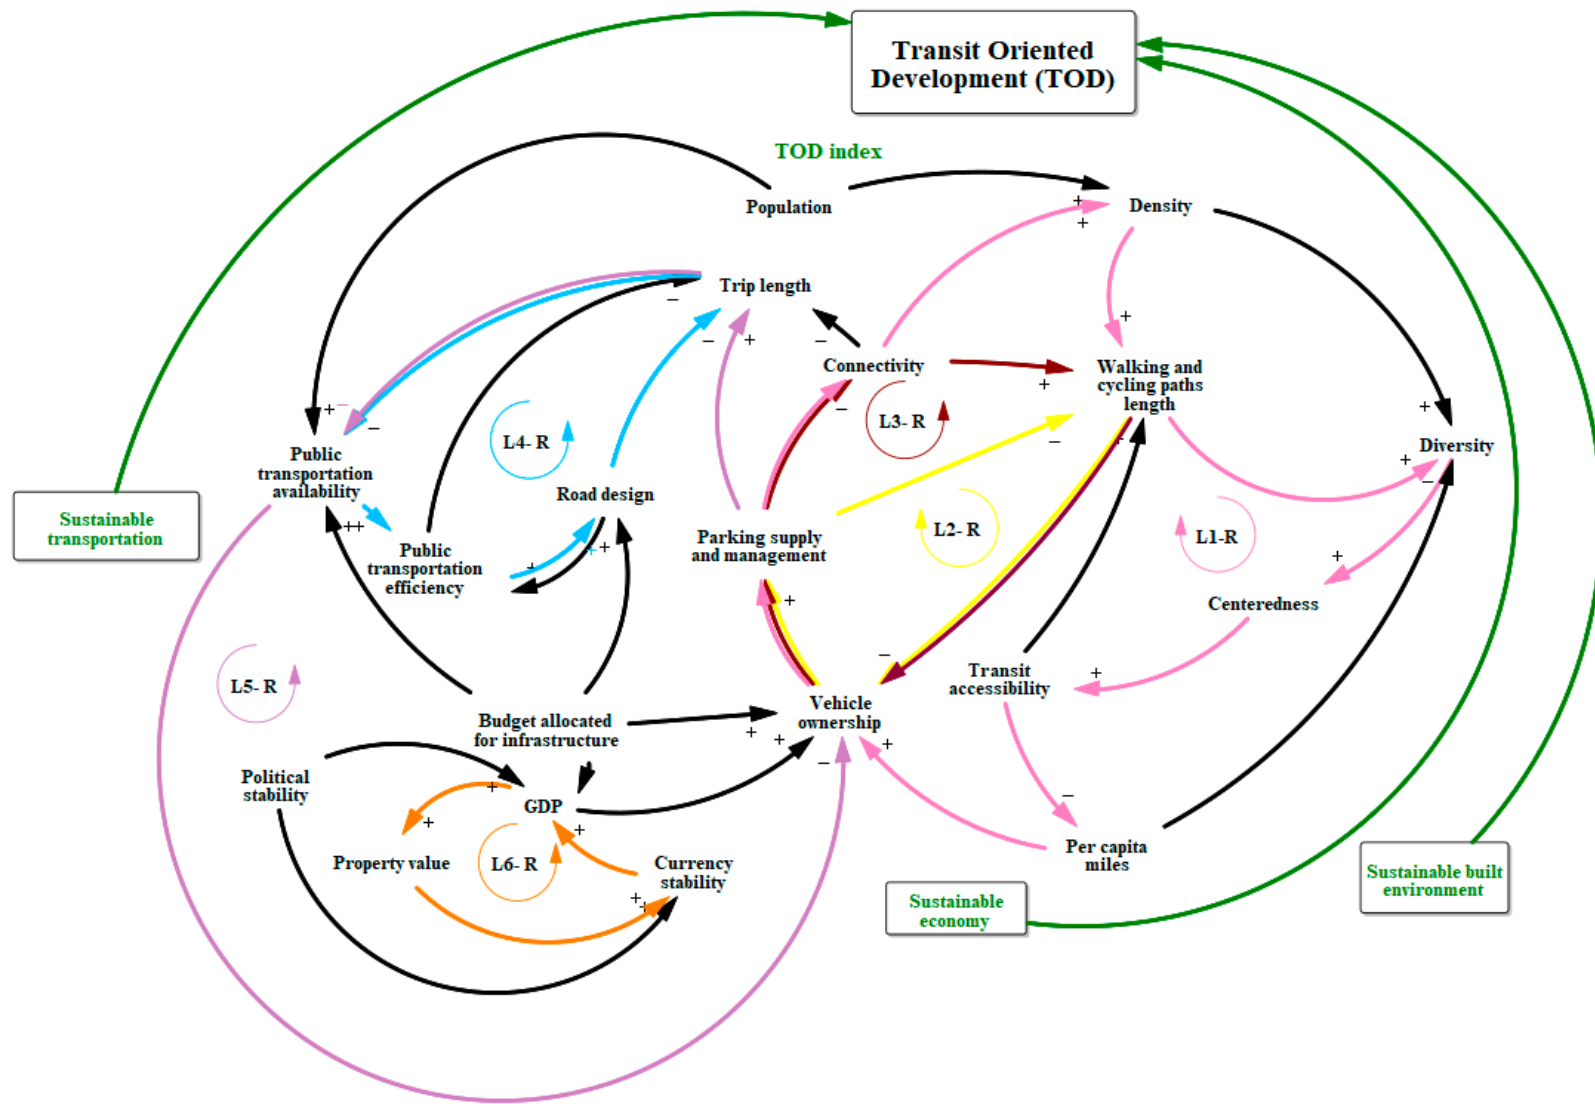 Transit Oriented
Development (TOD)
TOD index
Population
+
+
Density
Trip length
−
−
+
−
Connectivity
+
Walking and
cycling paths
length
+
−
L3- R
+
−
+
−
−
L4- R
+
Diversity
+
−
Public
transportation
availability
++
Road design
Sustainable
transportation
Public
transportation
efficiency
+
+
+
Parking supply
and management
L2- R
L1-R
+
+
Centeredness
−
Transit
accessibility
+
L5- R
Budget allocated
for infrastructure
Vehicle
ownership
+
+
−
+
Political
stability
+
GDP
+
+
−
Property value
L6- R
Currency
stability
+
+
Per capita
miles
Sustainable
economy
Sustainable built
environment